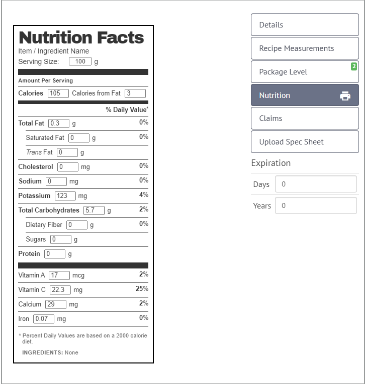 Nutrition Facts
Item / Ingredient Name
Serving Size: 100 g
Amount Per Serving
Calories 105 Calories from Fat 3
% Daily Value*
Total Fat 0.3 g 0%
Saturated Fat 0 g 0%
Trans Fat 0 g
Cholesterol 0 mg 0%
Sodium 0 mg 0%
Potassium 123 mg 4%
Total Carbohydrates 5.7 g 2%
Dietary Fiber 0 g 0%
Sugars 0 g
Protein 0 g
Vitamin A 17 mcg 2%
Vitamin C 22.3 mg 25%
Calcium 29 mg 2%
Iron 0.07 mg 0%
* Percent Daily Values are based on a 2000 calorie
diet.
INGREDIENTS: None
Details
Recipe Measurements
Package Level
Nutrition
Claims
Upload Spec Sheet
Expiration
Days 0
Years 0